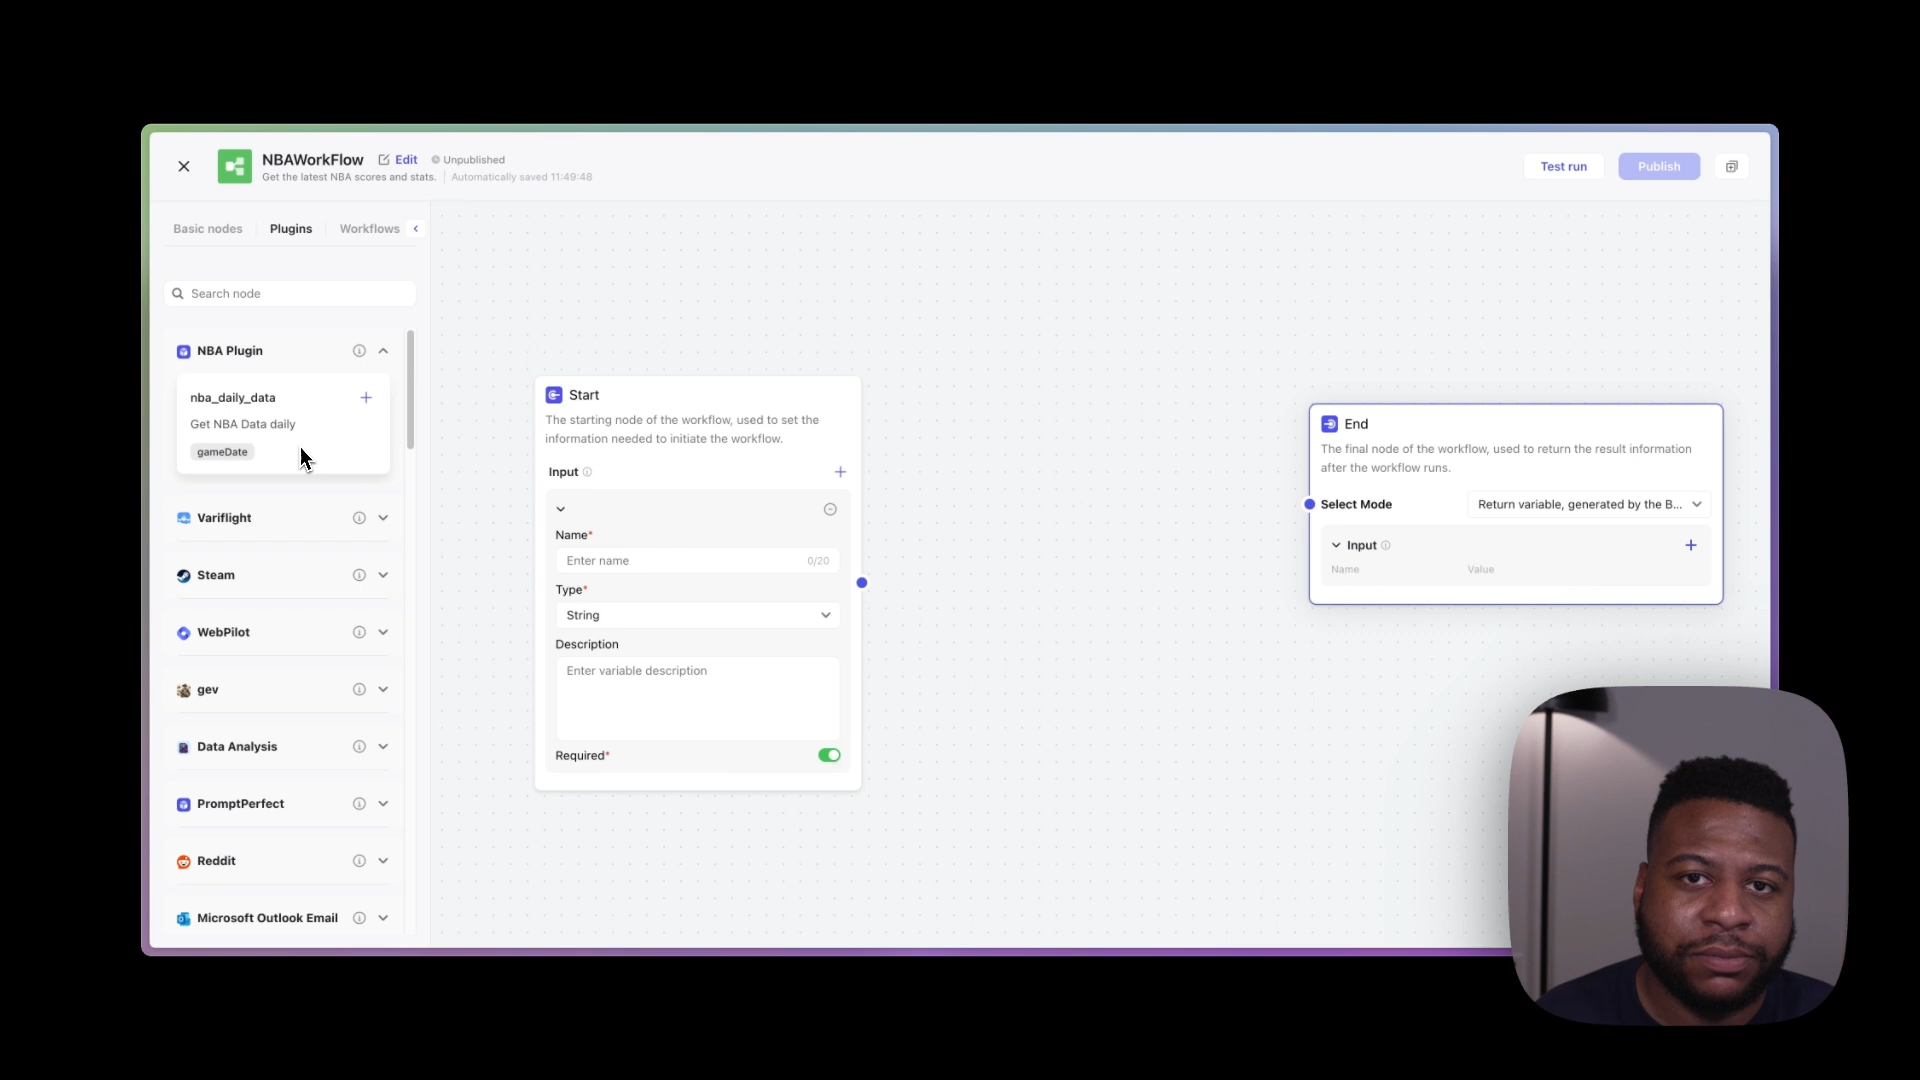 NBAWorkFlow Edit Unpublished
Get the latest NBA scores and stats. Automatically saved 11:49:48
Test run Publish
Basic nodes Plugins Workflows
Search node
NBA Plugin
nba_daily_data
Get NBA Data daily
gameDate
Variflight
Steam
WebPilot
gev
Data Analysis
PromptPerfect
Reddit
Microsoft Outlook Email
Start
The starting node of the workflow, used to set the
information needed to initiate the workflow.
Input
Name*
Enter name 0/20
Type*
String
Description
Enter variable description
Required*
End
The final node of the workflow, used to return the result information
after the workflow runs.
Select Mode Return variable, generated by the B...
Input
Name Value